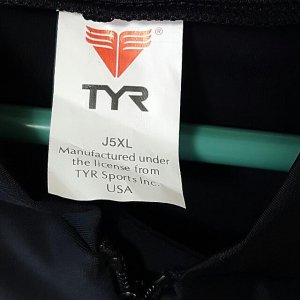 TYR
J5XL
Manufactured under
the license from
TYR Sports Inc.
USA